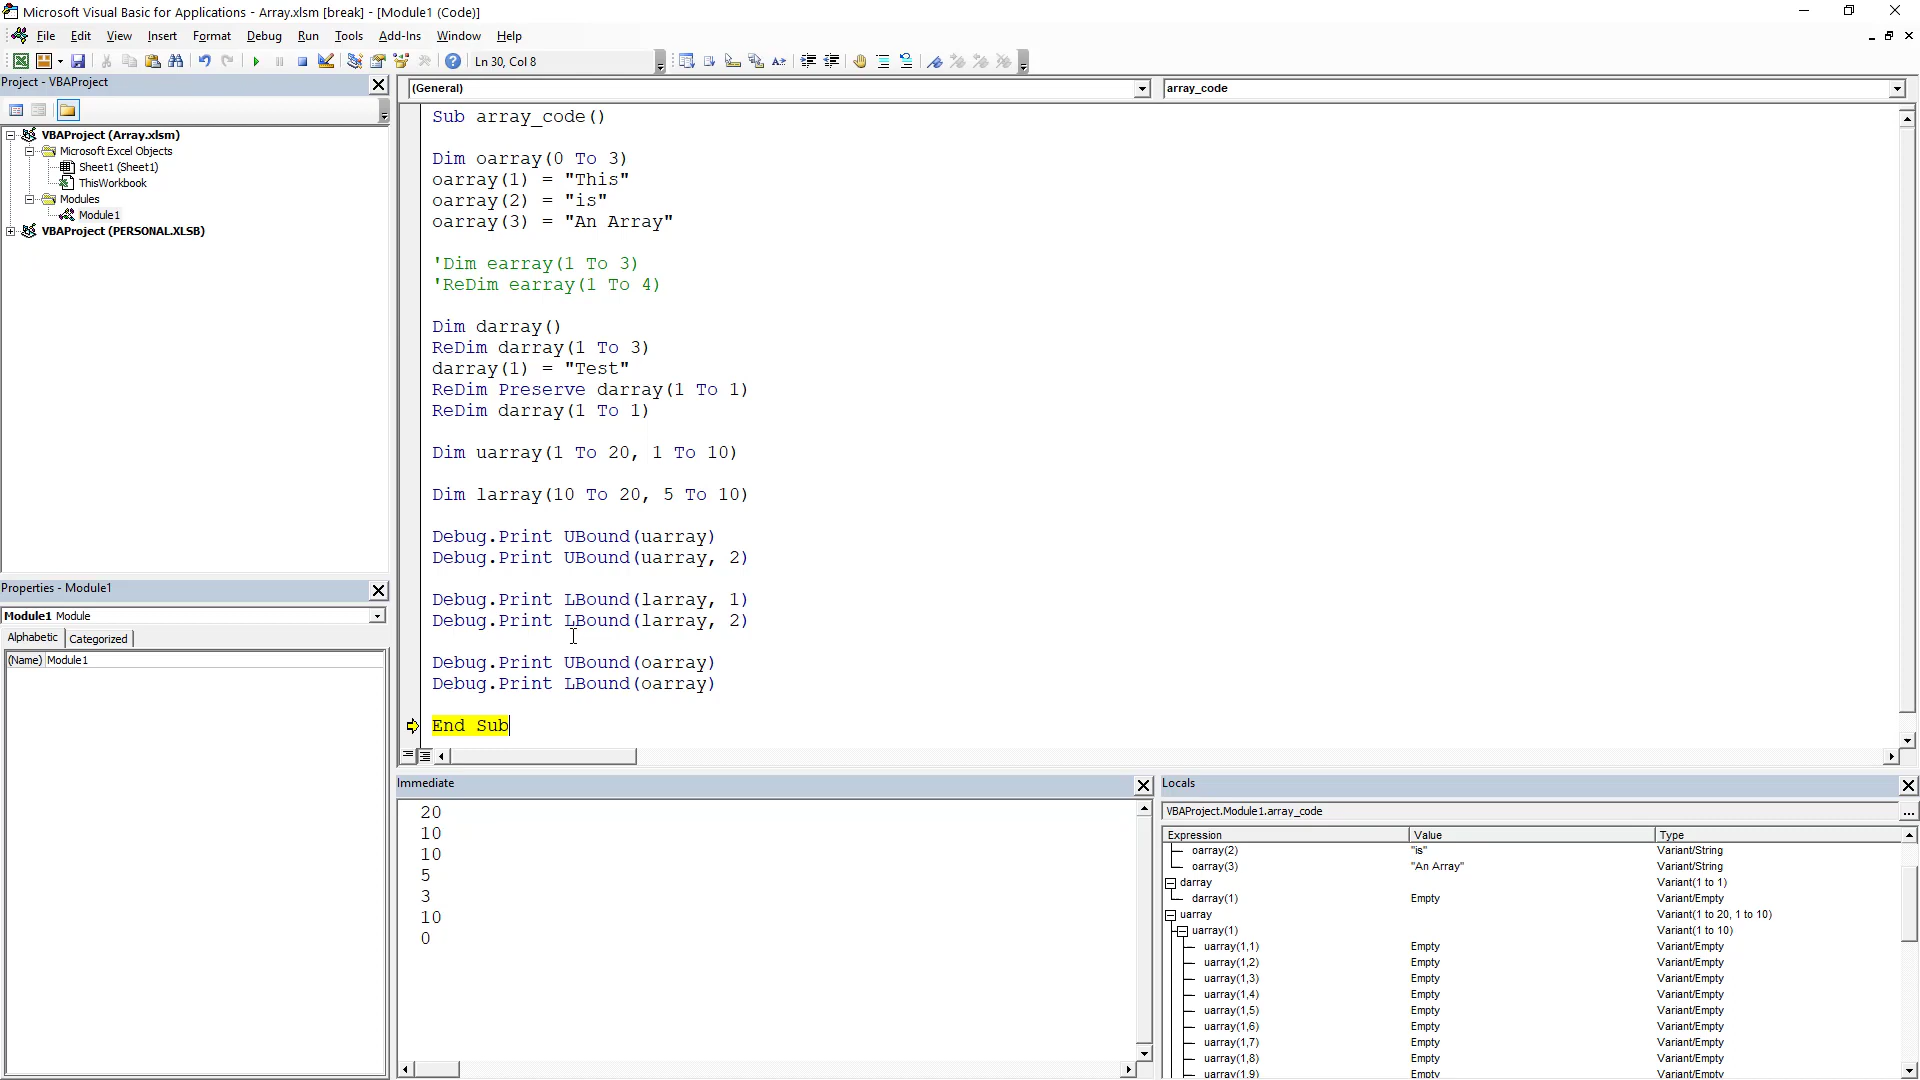 Microsoft Visual Basic for Applications - Array.xlsm [break] - [Module1 (Code)]
File Edit View Insert Format Debug Run Tools Add-Ins Window Help
Ln 30, Col 8
Project - VBAProject
VBAProject (Array.xlsm)
Microsoft Excel Objects
Sheet1 (Sheet1)
ThisWorkbook
Modules
Module1
VBAProject (PERSONAL.XLSB)
Properties - Module1
Module1 Module
Alphabetic Categorized
(Name) Module1
(General) array_code
Sub array_code()
Dim oarray(0 To 3)
oarray(1) = "This"
oarray(2) = "is"
oarray(3) = "An Array"
'Dim earray(1 To 3)
'ReDim earray(1 To 4)
Dim darray()
ReDim darray(1 To 3)
darray(1) = "Test"
ReDim Preserve darray(1 To 1)
ReDim darray(1 To 1)
Dim uarray(1 To 20, 1 To 10)
Dim larray(10 To 20, 5 To 10)
Debug.Print UBound(uarray)
Debug.Print UBound(uarray, 2)
Debug.Print LBound(larray, 1)
Debug.Print LBound(larray, 2)
Debug.Print UBound(oarray)
Debug.Print LBound(oarray)
End Sub
Immediate
20
10
10
5
3
10
0
Locals
VBAProject.Module1.array_code
...
Expression Value Type
oarray(2) "is" Variant/String
oarray(3) "An Array" Variant/String
darray Variant(1 to 1)
darray(1) Empty Variant/Empty
uarray Variant(1 to 20, 1 to 10)
uarray(1) Variant(1 to 10)
uarray(1,1) Empty Variant/Empty
uarray(1,2) Empty Variant/Empty
uarray(1,3) Empty Variant/Empty
uarray(1,4) Empty Variant/Empty
uarray(1,5) Empty Variant/Empty
uarray(1,6) Empty Variant/Empty
uarray(1,7) Empty Variant/Empty
uarray(1,8) Empty Variant/Empty
uarray(1,9) Empty Variant/Empty